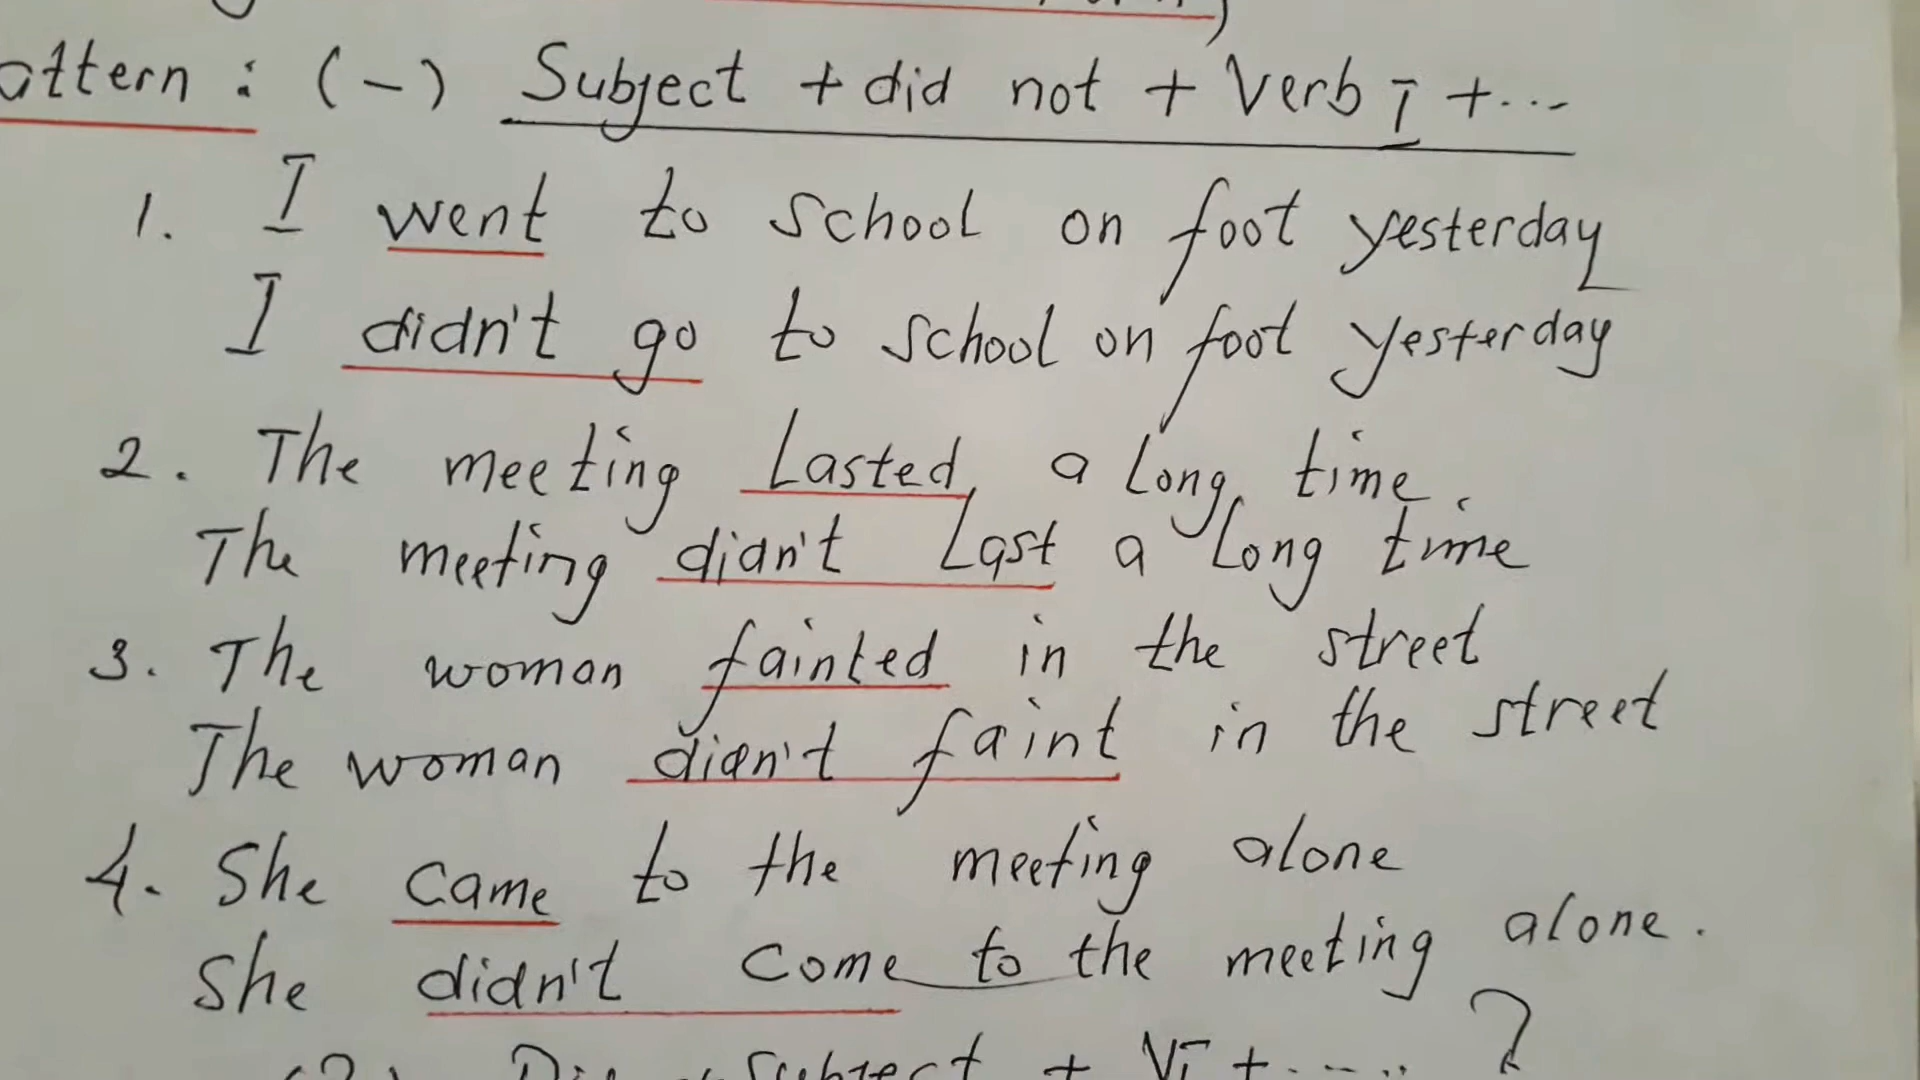 attern : (-) Subject + did not + Verb I +...
1. I went to school on foot yesterday
I didn't go to school on foot yesterday
2. The meeting Lasted a long time.
The meeting didn't Last a long time
3. The woman fainted in the street
The woman didn't faint in the street
4. She came to the meeting alone
She didn't come to the meeting alone.
(?) Subject + VI + ..... ?